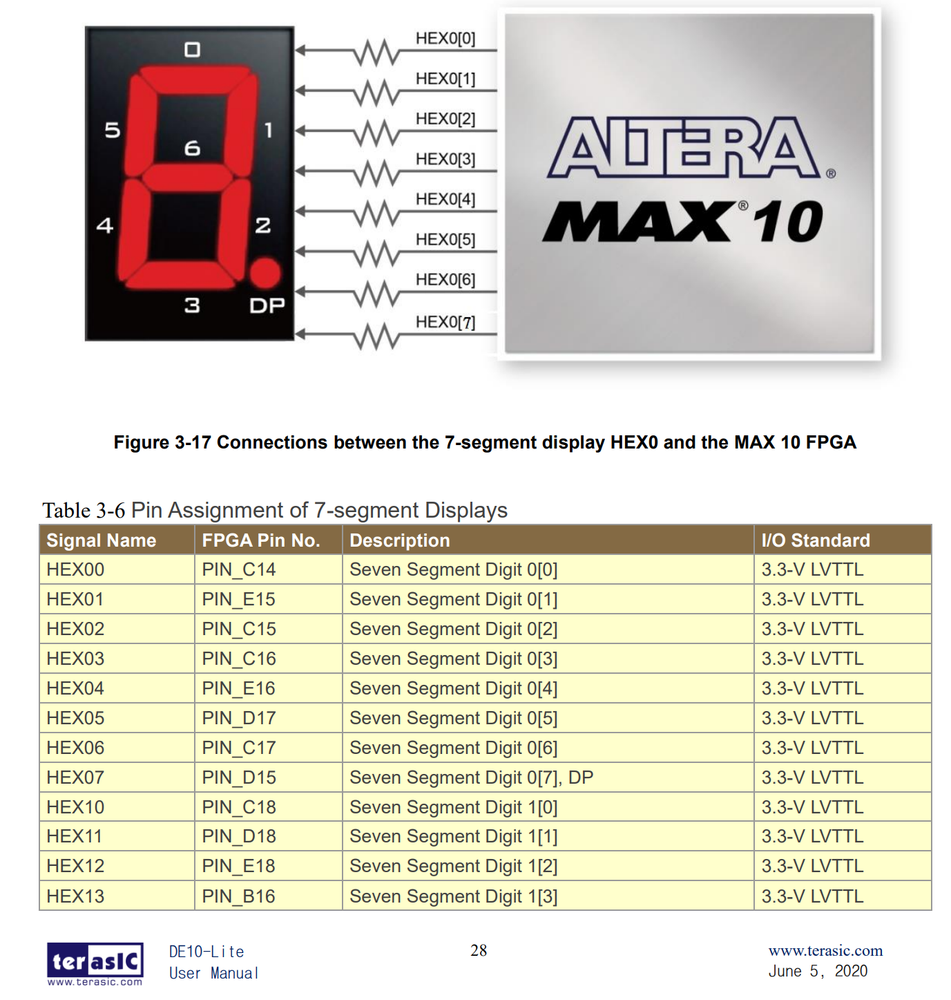 0
5
1
6
4
2
3
DP
HEX0[0]
HEX0[1]
HEX0[2]
HEX0[3]
HEX0[4]
HEX0[5]
HEX0[6]
HEX0[7]
ALTERA®
MAX®10
Figure 3-17 Connections between the 7-segment display HEX0 and the MAX 10 FPGA
Table 3-6 Pin Assignment of 7-segment Displays
Signal Name FPGA Pin No. Description I/O Standard
HEX00 PIN_C14 Seven Segment Digit 0[0] 3.3-V LVTTL
HEX01 PIN_E15 Seven Segment Digit 0[1] 3.3-V LVTTL
HEX02 PIN_C15 Seven Segment Digit 0[2] 3.3-V LVTTL
HEX03 PIN_C16 Seven Segment Digit 0[3] 3.3-V LVTTL
HEX04 PIN_E16 Seven Segment Digit 0[4] 3.3-V LVTTL
HEX05 PIN_D17 Seven Segment Digit 0[5] 3.3-V LVTTL
HEX06 PIN_C17 Seven Segment Digit 0[6] 3.3-V LVTTL
HEX07 PIN_D15 Seven Segment Digit 0[7], DP 3.3-V LVTTL
HEX10 PIN_C18 Seven Segment Digit 1[0] 3.3-V LVTTL
HEX11 PIN_D18 Seven Segment Digit 1[1] 3.3-V LVTTL
HEX12 PIN_E18 Seven Segment Digit 1[2] 3.3-V LVTTL
HEX13 PIN_B16 Seven Segment Digit 1[3] 3.3-V LVTTL
terasIC
www.terasic.com
DE10-Lite
User Manual
28
www.terasic.com
June 5, 2020